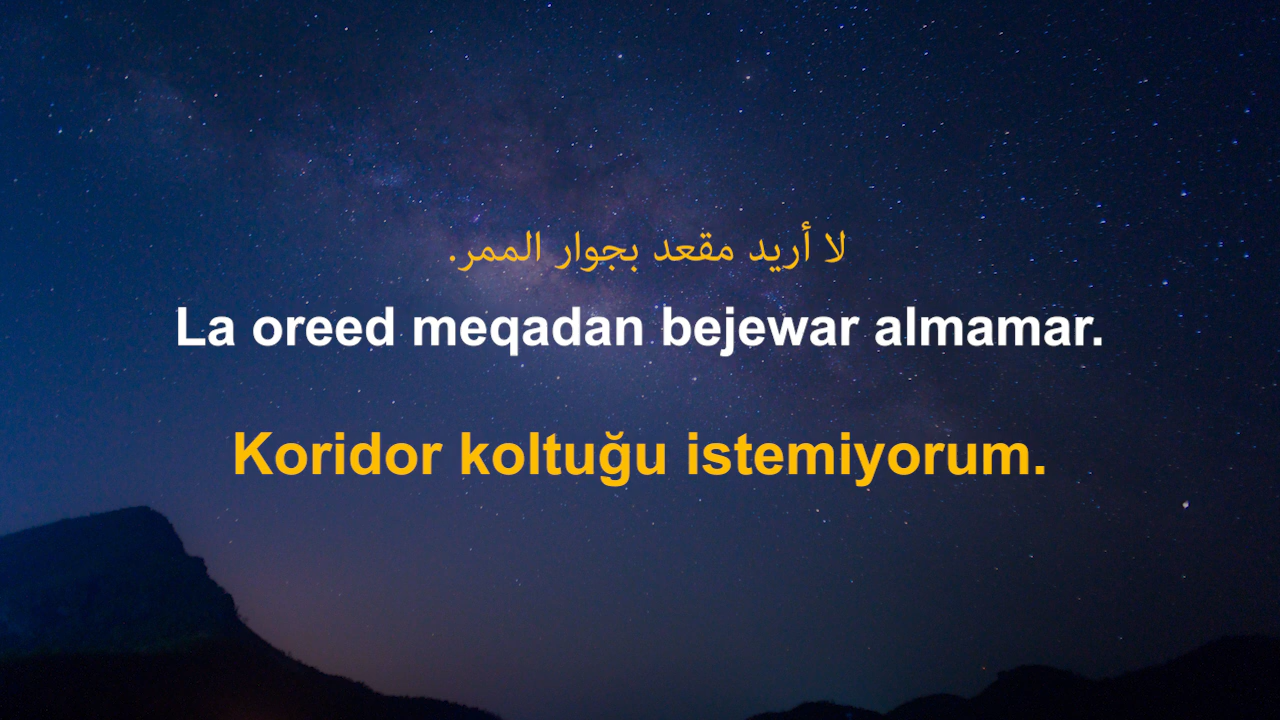 لا أريد مقعد بجوار الممر.
La oreed meqadan bejewar almamar.
Koridor koltuğu istemiyorum.